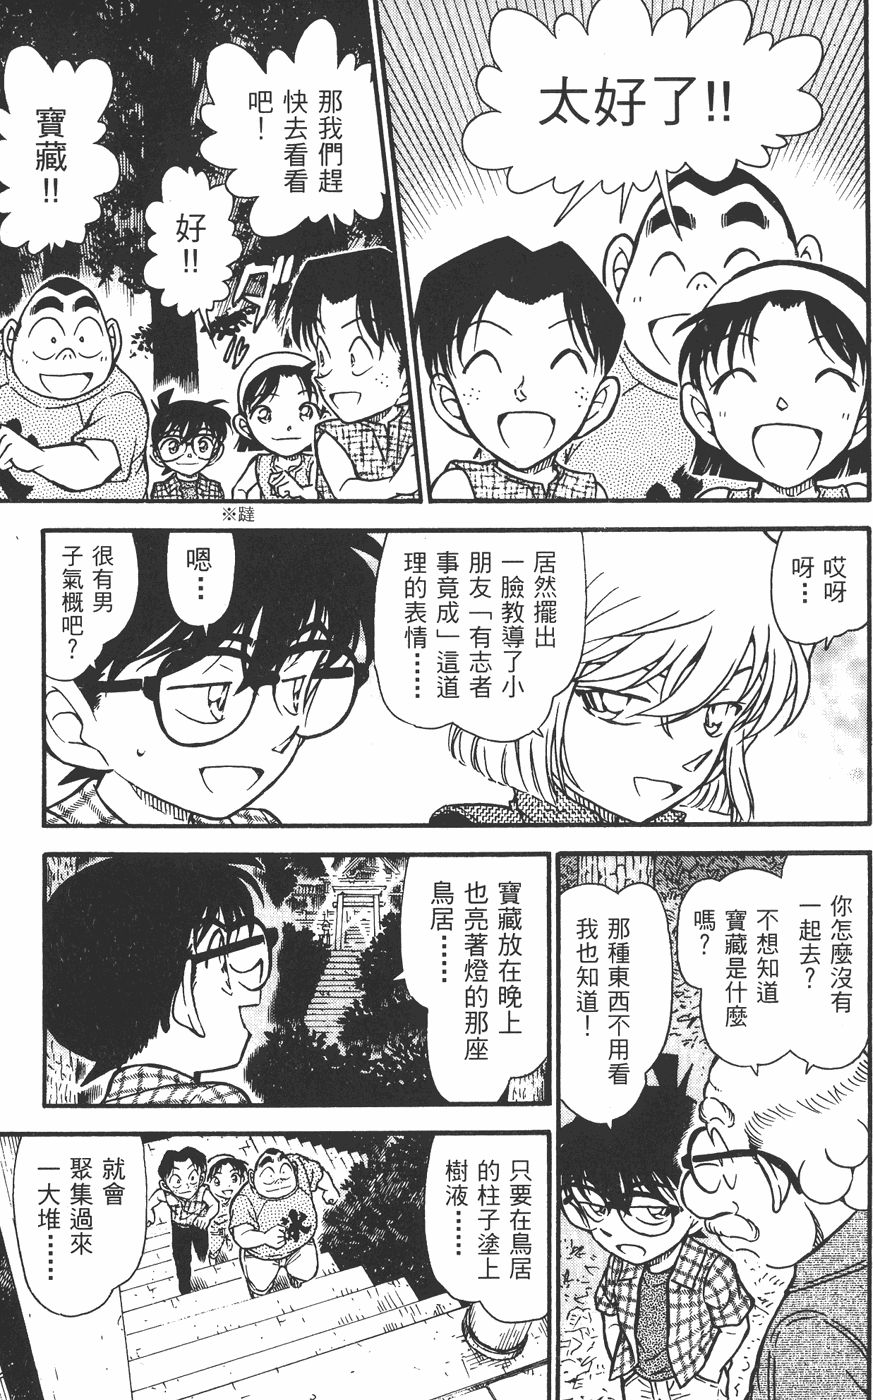 太好了!!
那我們趕
快去看看
吧！
好!!
寶藏!!
ダッ
※躂
哎呀
呀…
居然擺出
一臉教導了小
朋友「有志者
事竟成」這道
理的表情……
嗯…
很有男
子氣概吧？
你怎麼沒有
一起去？
不想知道
寶藏是什麼
嗎？
那種東西不用看
我也知道！
寶藏放在晚上
也亮著燈的那座
鳥居……
只要在鳥居
的柱子塗上
樹液…
就會
聚集過來
一大堆……